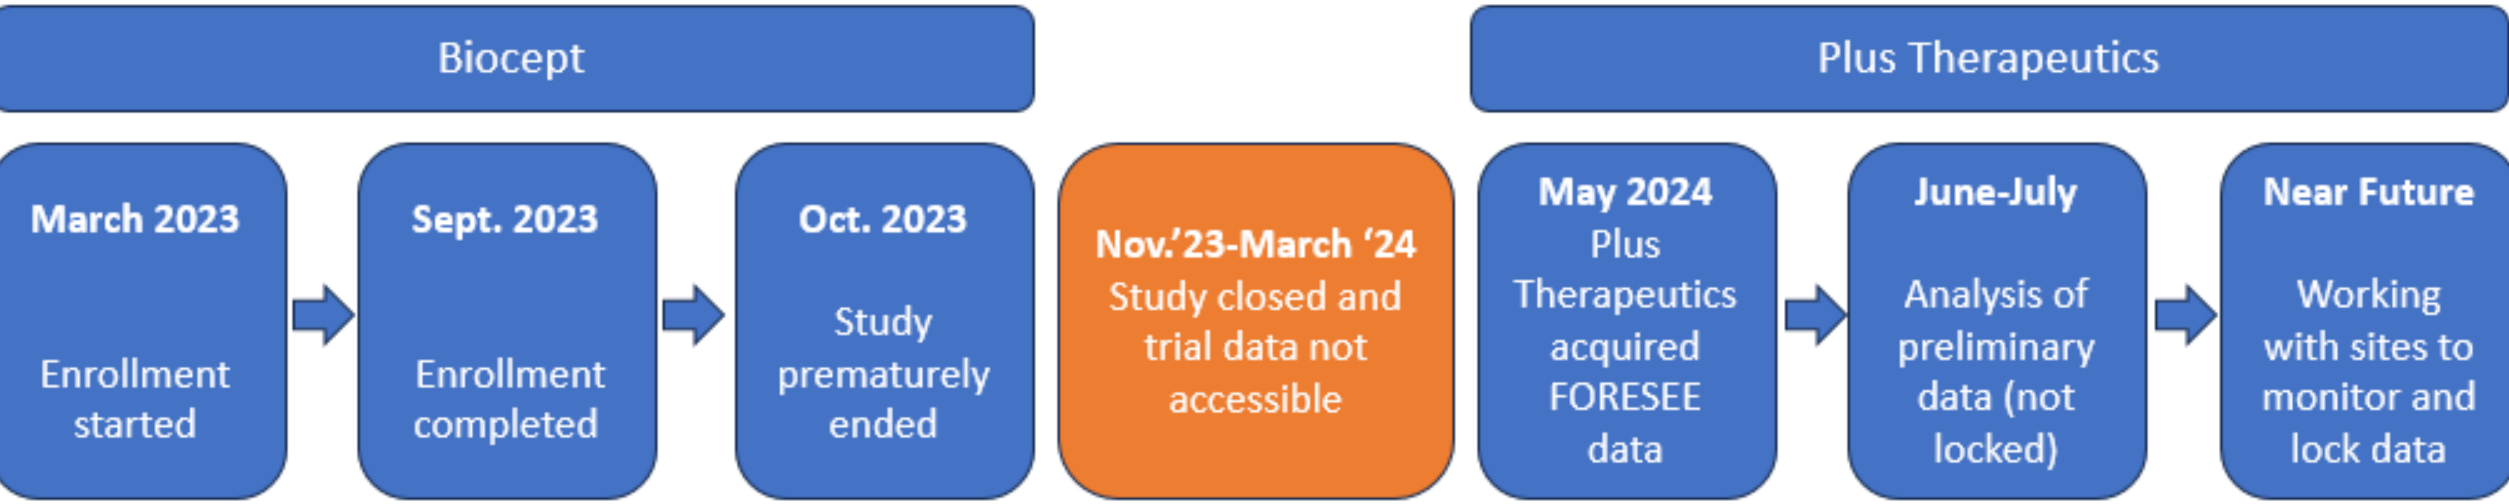 Biocept
Plus Therapeutics
March 2023
Enrollment
started
Sept. 2023
Enrollment
completed
Oct. 2023
Study
prematurely
ended
Nov.’23-March ‘24
Study closed and
trial data not
accessible
May 2024
Plus
Therapeutics
acquired
FORESEE
data
June-July
Analysis of
preliminary
data (not
locked)
Near Future
Working
with sites to
monitor and
lock data